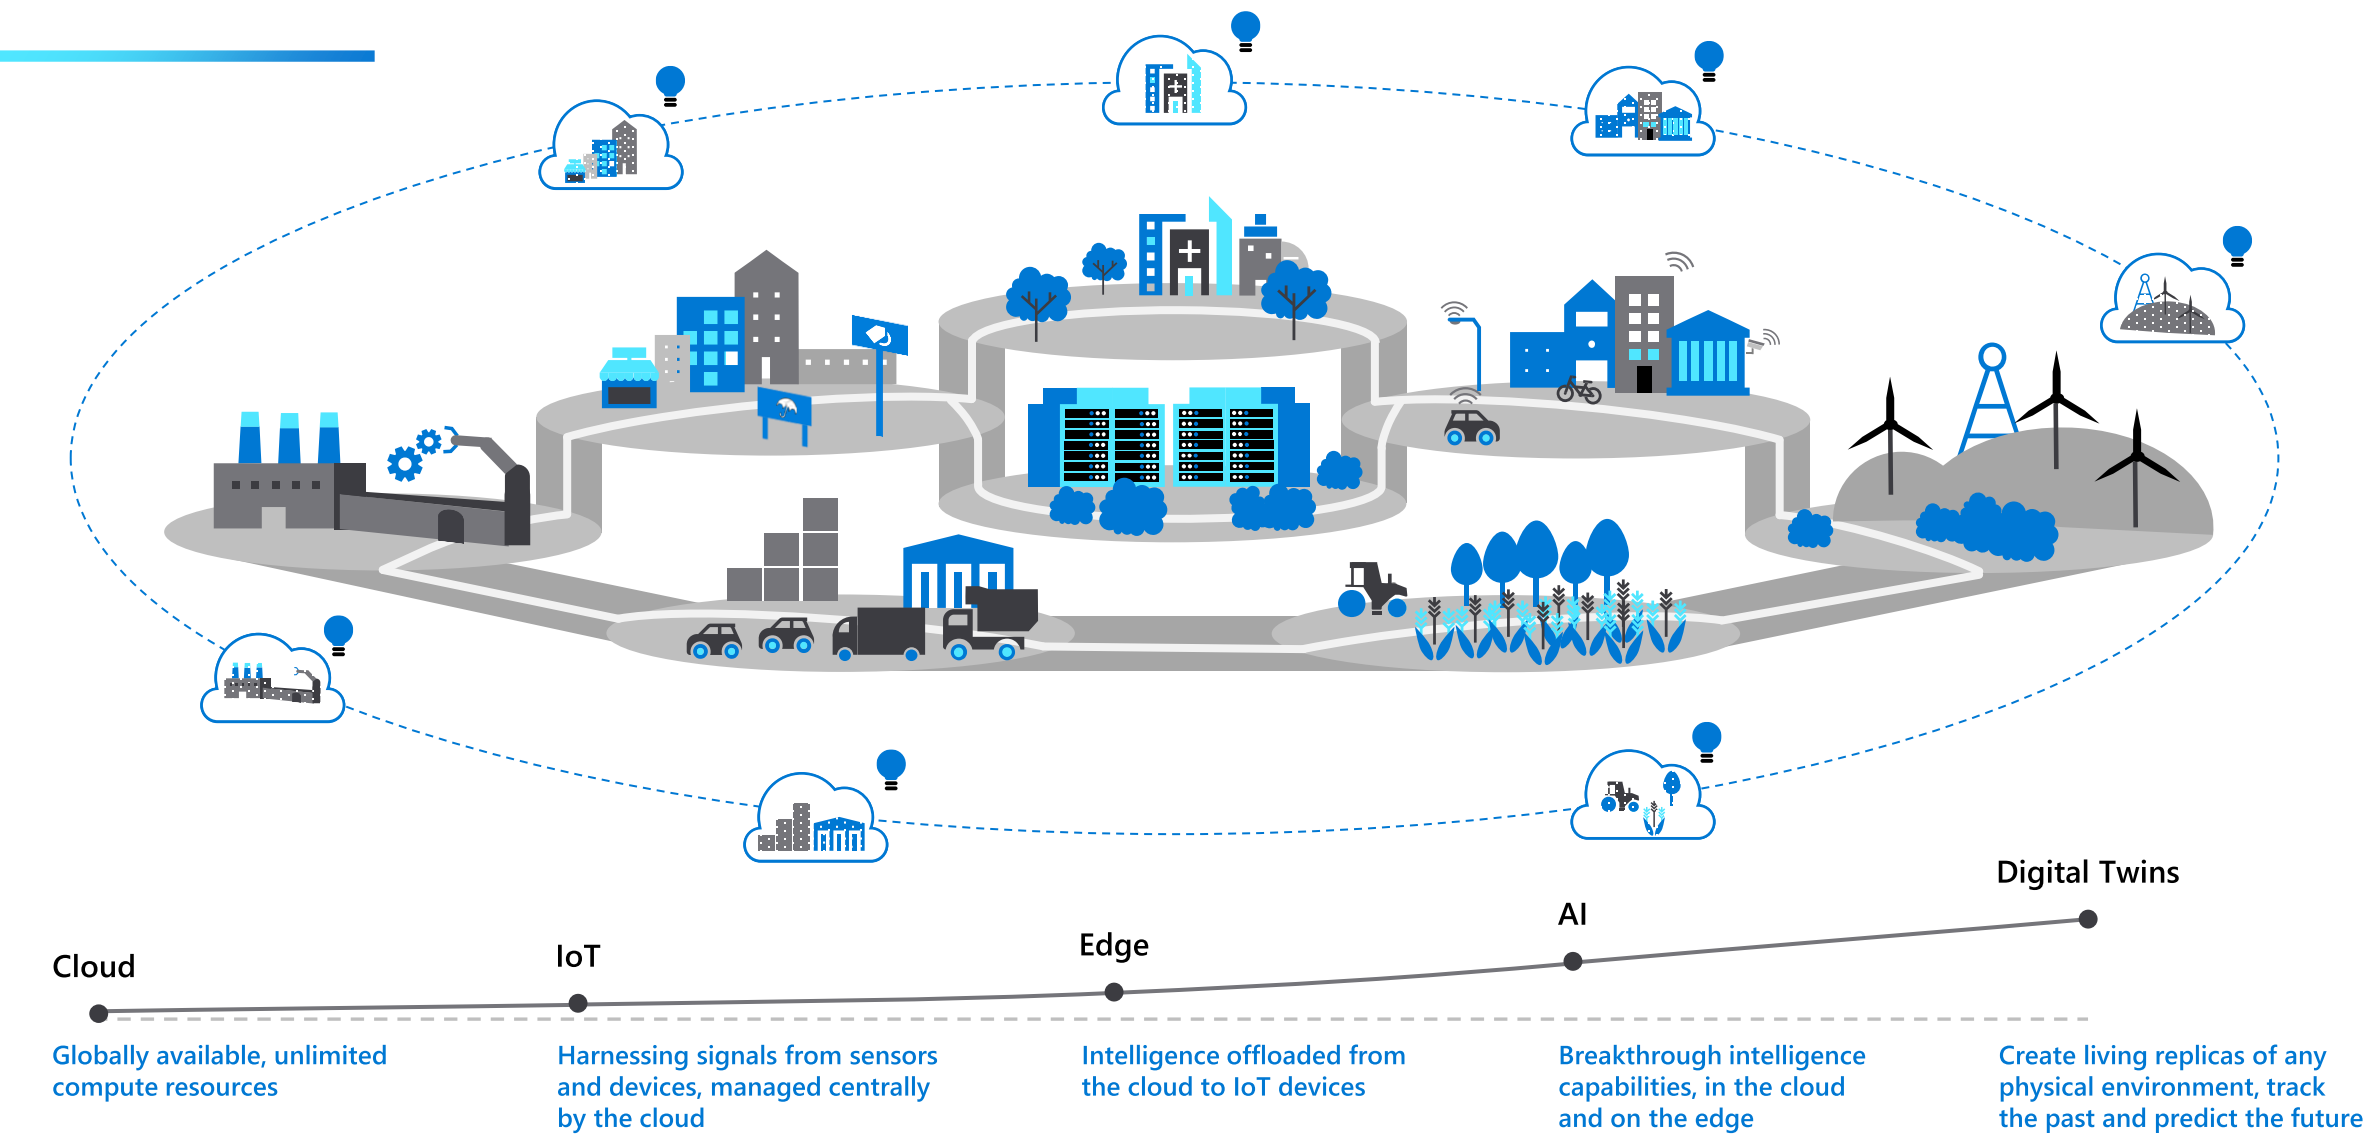 Digital Twins
AI
Edge
IoT
Cloud
Globally available, unlimited
compute resources
Harnessing signals from sensors
and devices, managed centrally
by the cloud
Intelligence offloaded from
the cloud to IoT devices
Breakthrough intelligence
capabilities, in the cloud
and on the edge
Create living replicas of any
physical environment, track
the past and predict the future